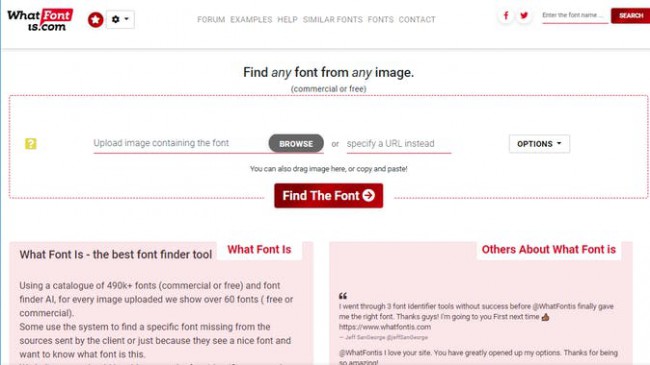 What Font
is.com
FORUM EXAMPLES HELP SIMILAR FONTS FONTS CONTACT
Enter the font name ...
SEARCH
Find any font from any image.
(commercial or free)
?
Upload image containing the font
BROWSE
or
specify a URL instead
OPTIONS
You can also drag image here, or copy and paste!
Find The Font
What Font Is
What Font Is - the best font finder tool
Using a catalogue of 490k+ fonts (commercial or free) and font
finder AI, for every image uploaded we show over 60 fonts ( free or
commercial).
Some use the system to find a specific font missing from the
sources sent by the client or just because they see a nice font and
want to know what font is this.
Others About What Font is
I went through 3 font Identifier tools without success before @WhatFontis finally gave
me the right font. Thanks guys! I'm going to you First next time
https://www.whatfontis.com
— Jeff SanGeorge @jeffSanGeorge
@WhatFontis I love your site. You have greatly opened up my options. Thanks for being
so amazing!